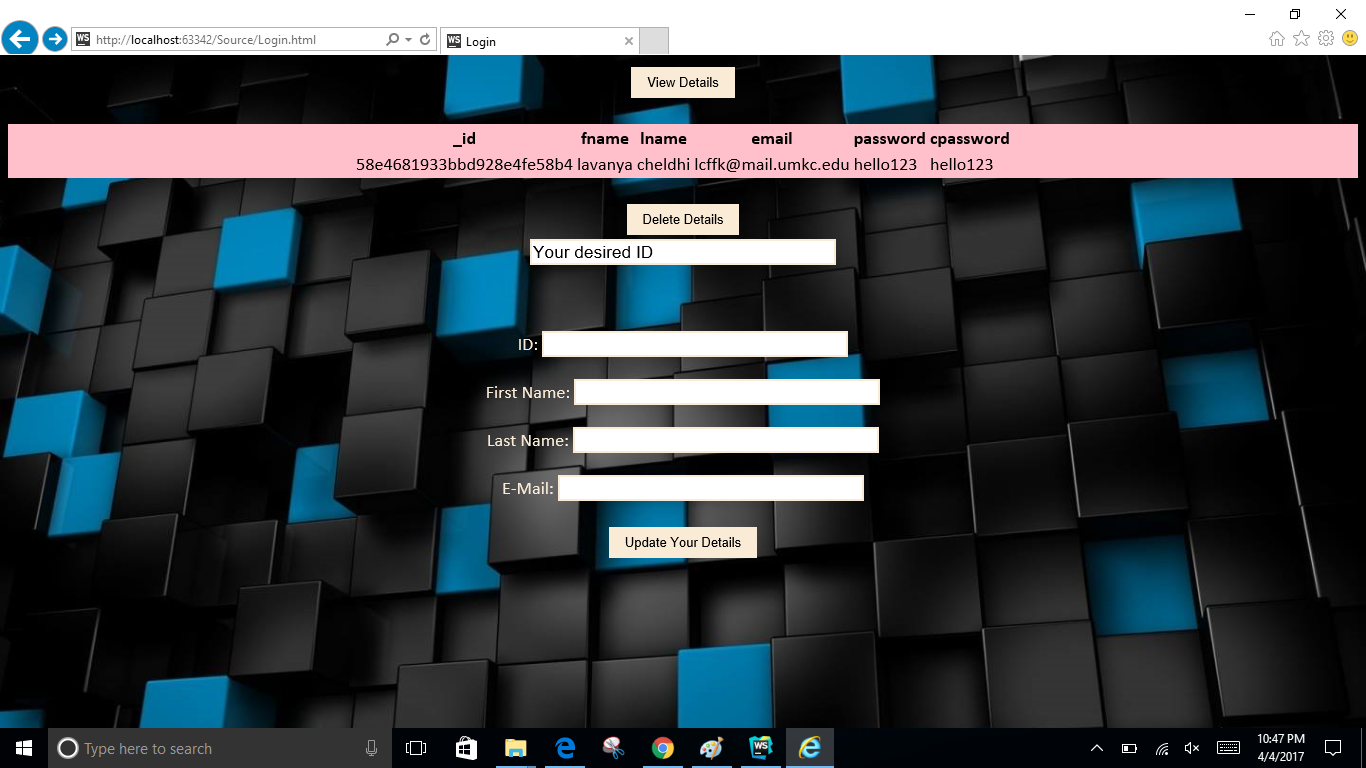 http://localhost:63342/Source/Login.html
WS Login
View Details
_id fname lname email password cpassword
58e4681933bbd928e4fe58b4 lavanya cheldhi lcffk@mail.umkc.edu hello123 hello123
Delete Details
Your desired ID
ID:
First Name:
Last Name:
E-Mail:
Update Your Details
Type here to search
WS
10:47 PM
4/4/2017